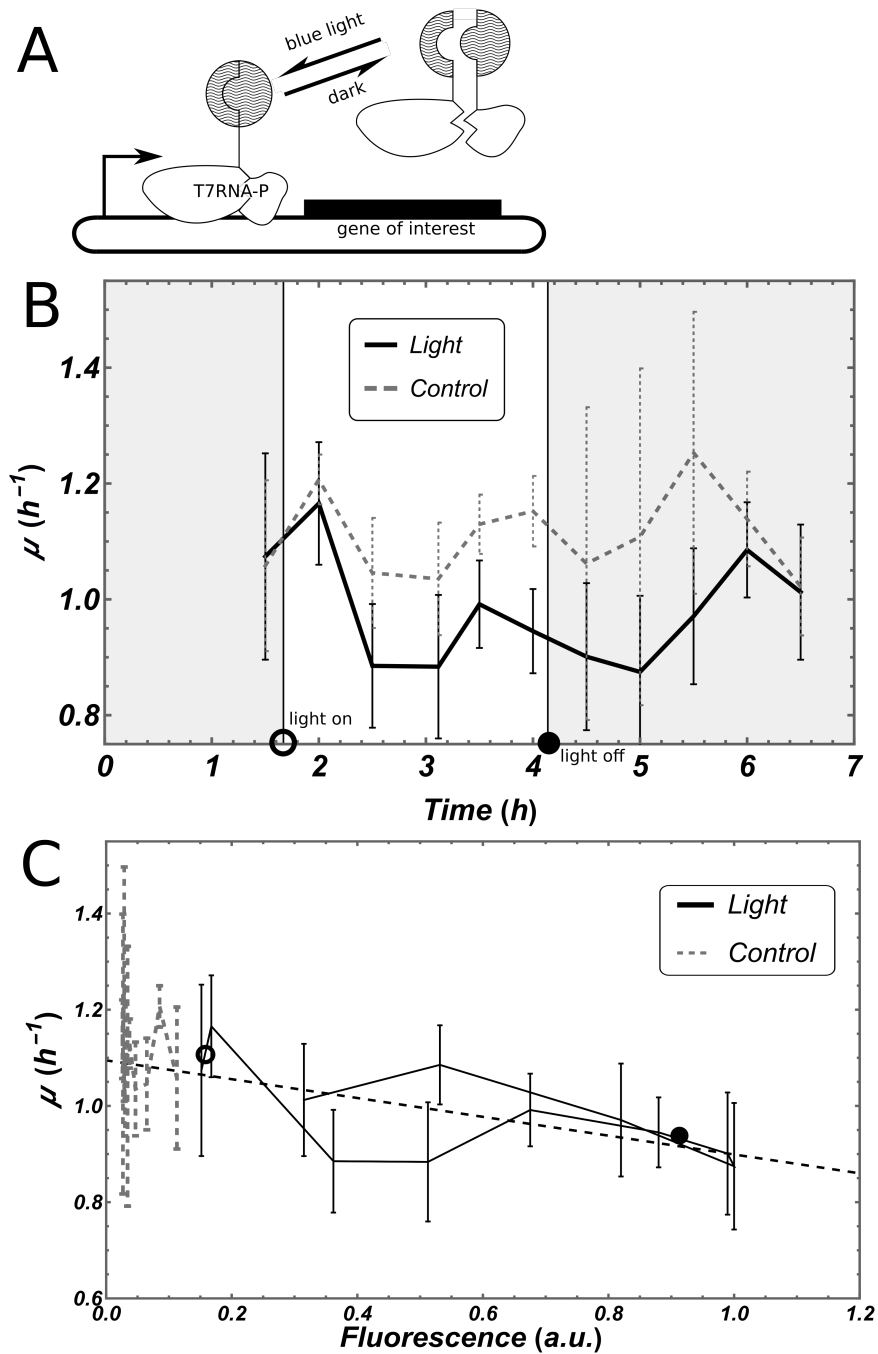 A
blue light
dark
T7RNA-P
gene of interest
B
Light
Control
1.4
1.2
1.0
0.8
μ (h⁻¹)
light on
light off
0 1 2 3 4 5 6 7
Time (h)
C
Light
Control
1.4
1.2
1.0
0.8
0.6
μ (h⁻¹)
0.0 0.2 0.4 0.6 0.8 1.0 1.2
Fluorescence (a.u.)